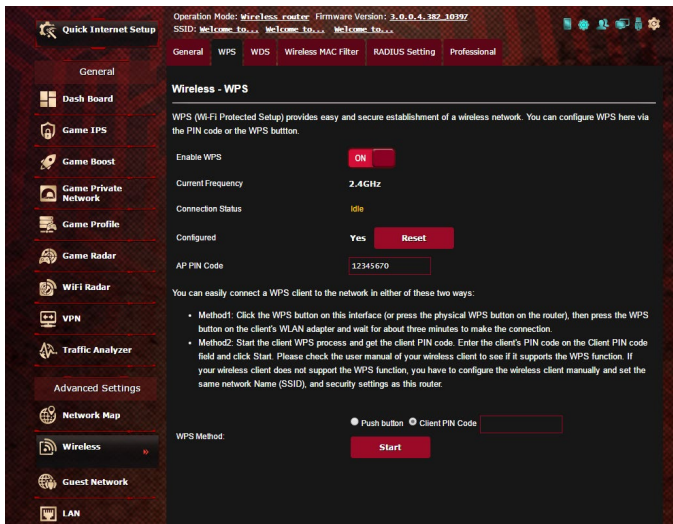 Quick Internet Setup
Operation Mode: Wireless router Firmware Version: 3.0.0.4.382_10397
SSID: Welcome to... Welcome to... Welcome to...
General WPS WDS Wireless MAC Filter RADIUS Setting Professional
General
Dash Board
Game IPS
Game Boost
Game Private
Network
Game Profile
Game Radar
WiFi Radar
VPN
Traffic Analyzer
Advanced Settings
Network Map
Wireless
Guest Network
LAN
Wireless - WPS
WPS (Wi-Fi Protected Setup) provides easy and secure establishment of a wireless network. You can configure WPS here via
the PIN code or the WPS buttton.
Enable WPS ON
Current Frequency 2.4GHz
Connection Status Idle
Configured Yes Reset
AP PIN Code 12345670
You can easily connect a WPS client to the network in either of these two ways:
• Method1: Click the WPS button on this interface (or press the physical WPS button on the router), then press the WPS
button on the client's WLAN adapter and wait for about three minutes to make the connection.
• Method2: Start the client WPS process and get the client PIN code. Enter the client's PIN code on the Client PIN code
field and click Start. Please check the user manual of your wireless client to see if it supports the WPS function. If
your wireless client does not support the WPS function, you have to configure the wireless client manually and set the
same network Name (SSID), and security settings as this router.
WPS Method: Push button Client PIN Code
Start